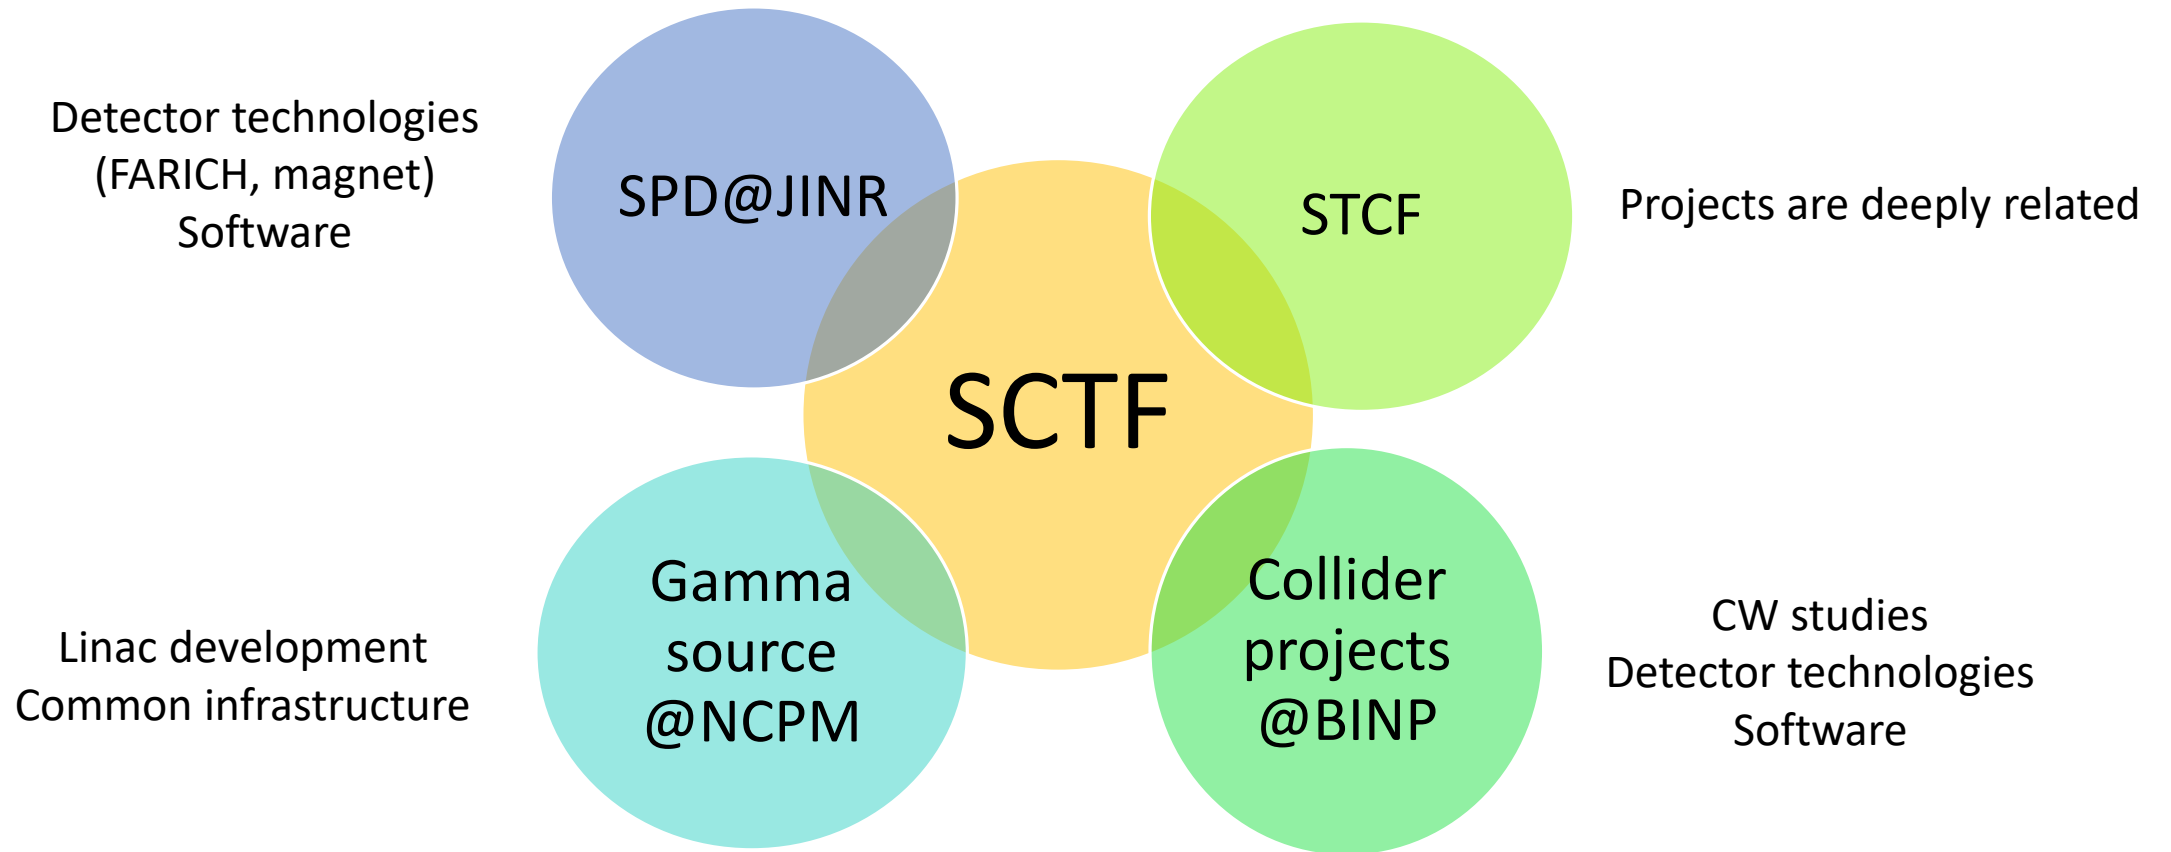 Detector technologies
(FARICH, magnet)
Software
SPD@JINR
STCF
Projects are deeply related
SCTF
Linac development
Common infrastructure
Gamma
source
@NCPM
Collider
projects
@BINP
CW studies
Detector technologies
Software